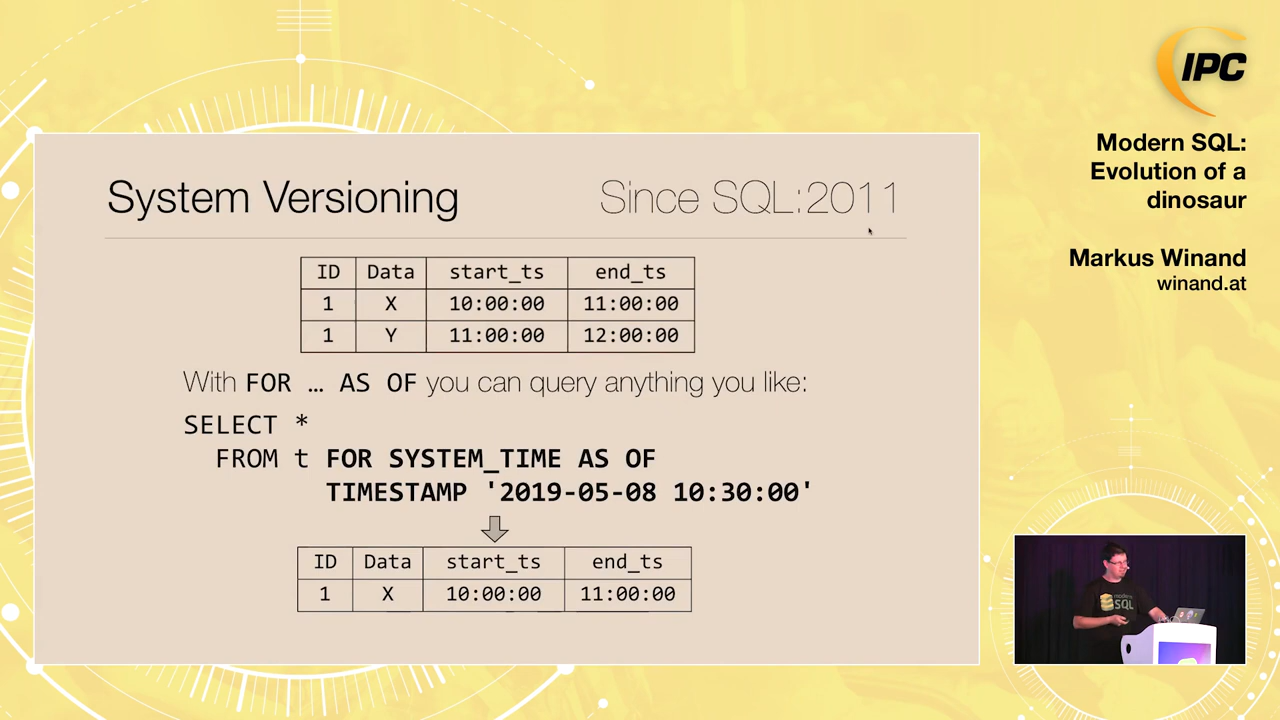 IPC
Modern SQL:
Evolution of a
dinosaur
Markus Winand
winand.at
System Versioning
Since SQL:2011
ID Data start_ts end_ts
1 X 10:00:00 11:00:00
1 Y 11:00:00 12:00:00
With FOR … AS OF you can query anything you like:
SELECT *
FROM t FOR SYSTEM_TIME AS OF
TIMESTAMP '2019-05-08 10:30:00'
ID Data start_ts end_ts
1 X 10:00:00 11:00:00
modern
SQL